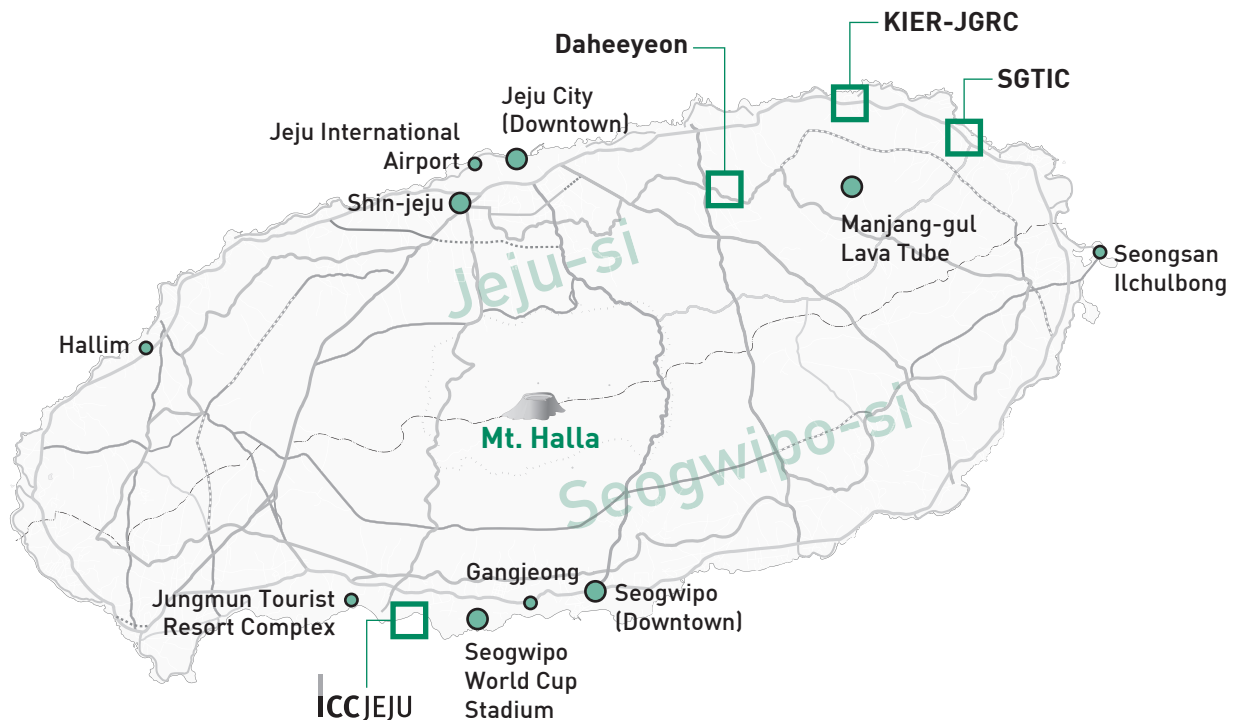 KIER-JGRC
Daheeyeon
SGTIC
Jeju City
(Downtown)
Jeju International
Airport
Shin-jeju
Manjang-gul
Lava Tube
Seongsan
Ilchulbong
Jeju-si
Hallim
Mt. Halla
Seogwipo-si
Gangjeong
Jungmun Tourist
Resort Complex
Seogwipo
(Downtown)
Seogwipo
World Cup
Stadium
ICCJEJU